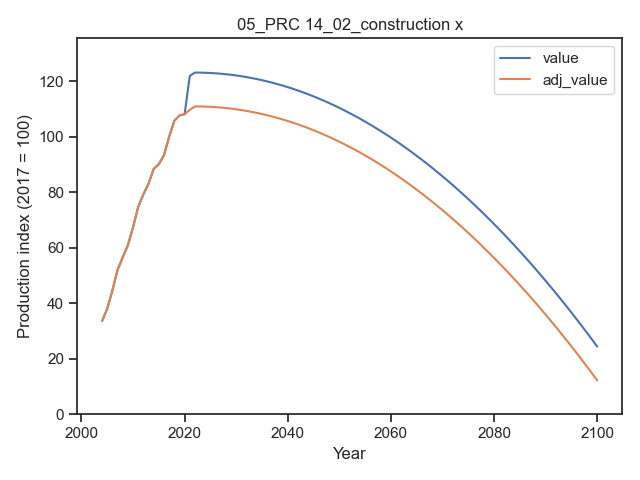 05_PRC 14_02_construction x
value
adj_value
Production index (2017 = 100)
120
100
80
60
40
20
0
2000
2020
2040
2060
2080
2100
Year